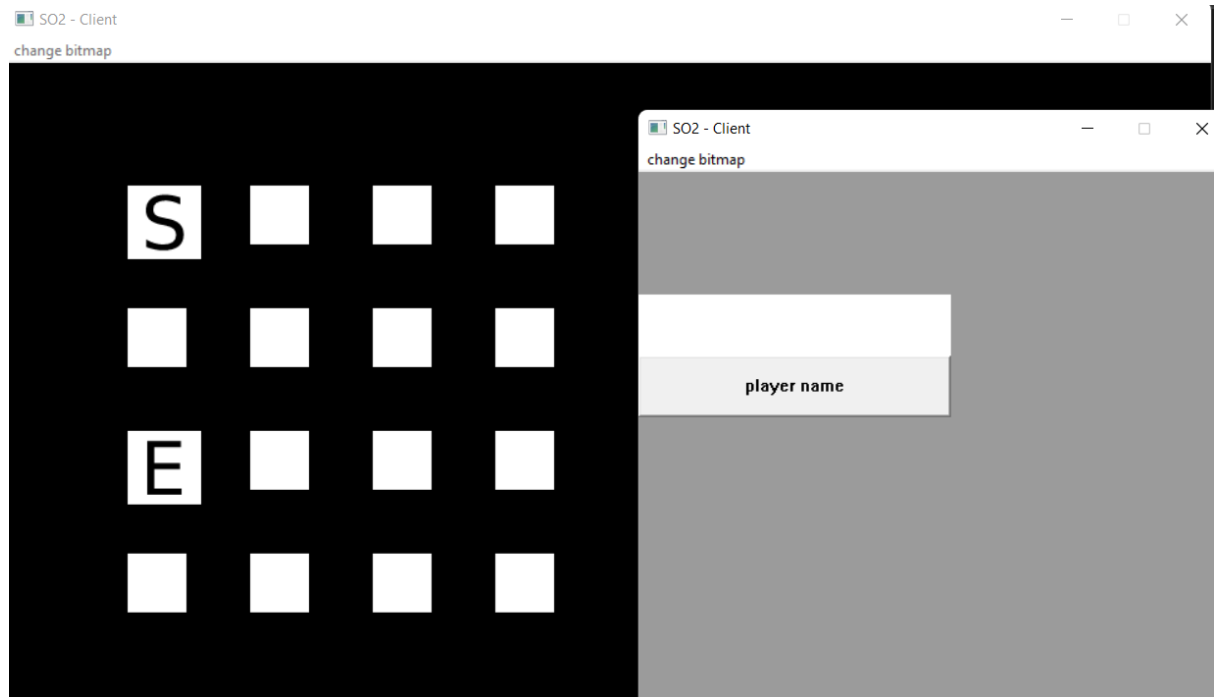 SO2 - Client
change bitmap
S
E
SO2 - Client
change bitmap
player name